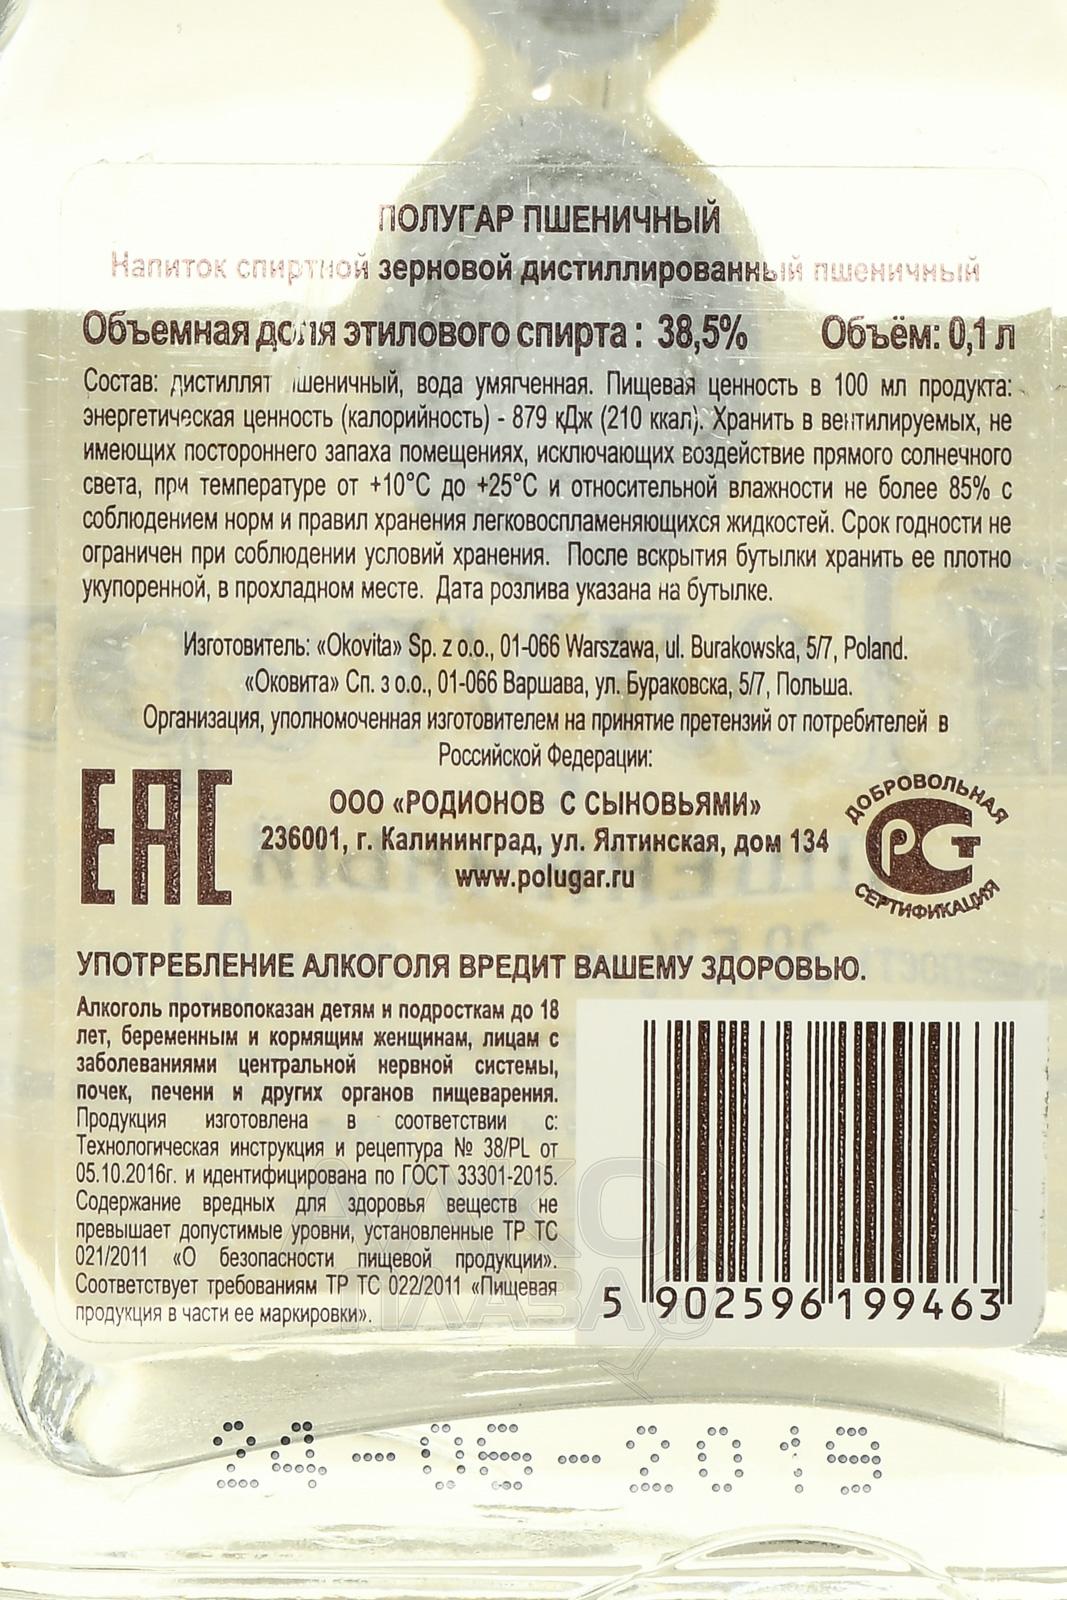 ПОЛУГАР ПШЕНИЧНЫЙ
Напиток спиртной зерновой дистиллированный пшеничный
Объемная доля этилового спирта : 38,5% Объём: 0,1 л
Состав: дистиллят пшеничный, вода умягченная. Пищевая ценность в 100 мл продукта:
энергетическая ценность (калорийность) - 879 кДж (210 ккал). Хранить в вентилируемых, не
имеющих постороннего запаха помещениях, исключающих воздействие прямого солнечного
света, при температуре от +10°С до +25°С и относительной влажности не более 85% с
соблюдением норм и правил хранения легковоспламеняющихся жидкостей. Срок годности не
ограничен при соблюдении условий хранения. После вскрытия бутылки хранить ее плотно
укупоренной, в прохладном месте. Дата розлива указана на бутылке.
Изготовитель: «Okovita» Sp. z o.o., 01-066 Warszawa, ul. Burakowska, 5/7, Poland.
«Оковита» Сп. з о.о., 01-066 Варшава, ул. Бураковска, 5/7, Польша.
Организация, уполномоченная изготовителем на принятие претензий от потребителей в
Российской Федерации:
ООО «РОДИОНОВ С СЫНОВЬЯМИ»
236001, г. Калининград, ул. Ялтинская, дом 134
www.polugar.ru
EAC
ДОБРОВОЛЬНАЯ
РСТ
СЕРТИФИКАЦИЯ
УПОТРЕБЛЕНИЕ АЛКОГОЛЯ ВРЕДИТ ВАШЕМУ ЗДОРОВЬЮ.
Алкоголь противопоказан детям и подросткам до 18
лет, беременным и кормящим женщинам, лицам с
заболеваниями центральной нервной системы,
почек, печени и других органов пищеварения.
Продукция изготовлена в соответствии с:
Технологическая инструкция и рецептура № 38/PL от
05.10.2016г. и идентифицирована по ГОСТ 33301-2015.
Содержание вредных для здоровья веществ не
превышает допустимые уровни, установленные ТР ТС
021/2011 «О безопасности пищевой продукции».
Соответствует требованиям ТР ТС 022/2011 «Пищевая
продукция в части ее маркировки».
5 902596 199463
АЛКО
ПЛАЗА
24-06-2019